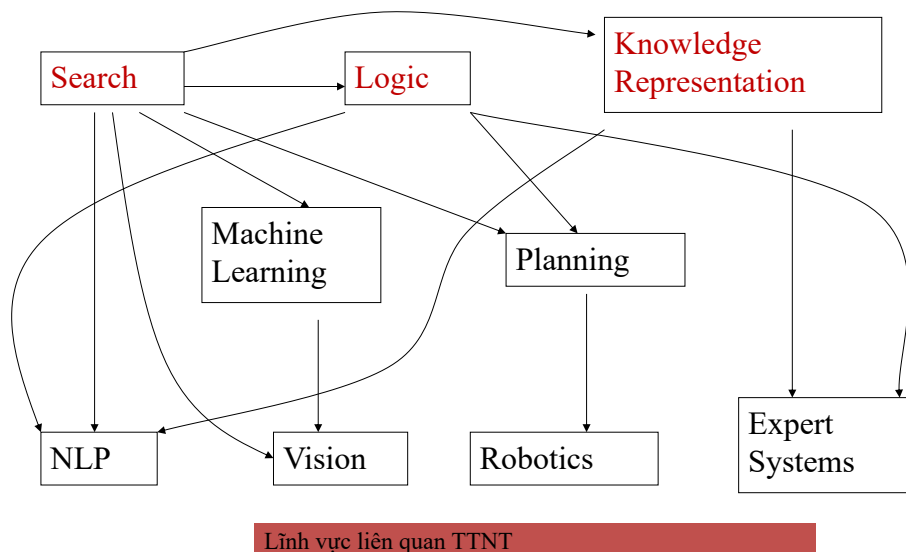 Search
Logic
Knowledge
Representation
Machine
Learning
Planning
NLP
Vision
Robotics
Expert
Systems
Lĩnh vực liên quan TTNT